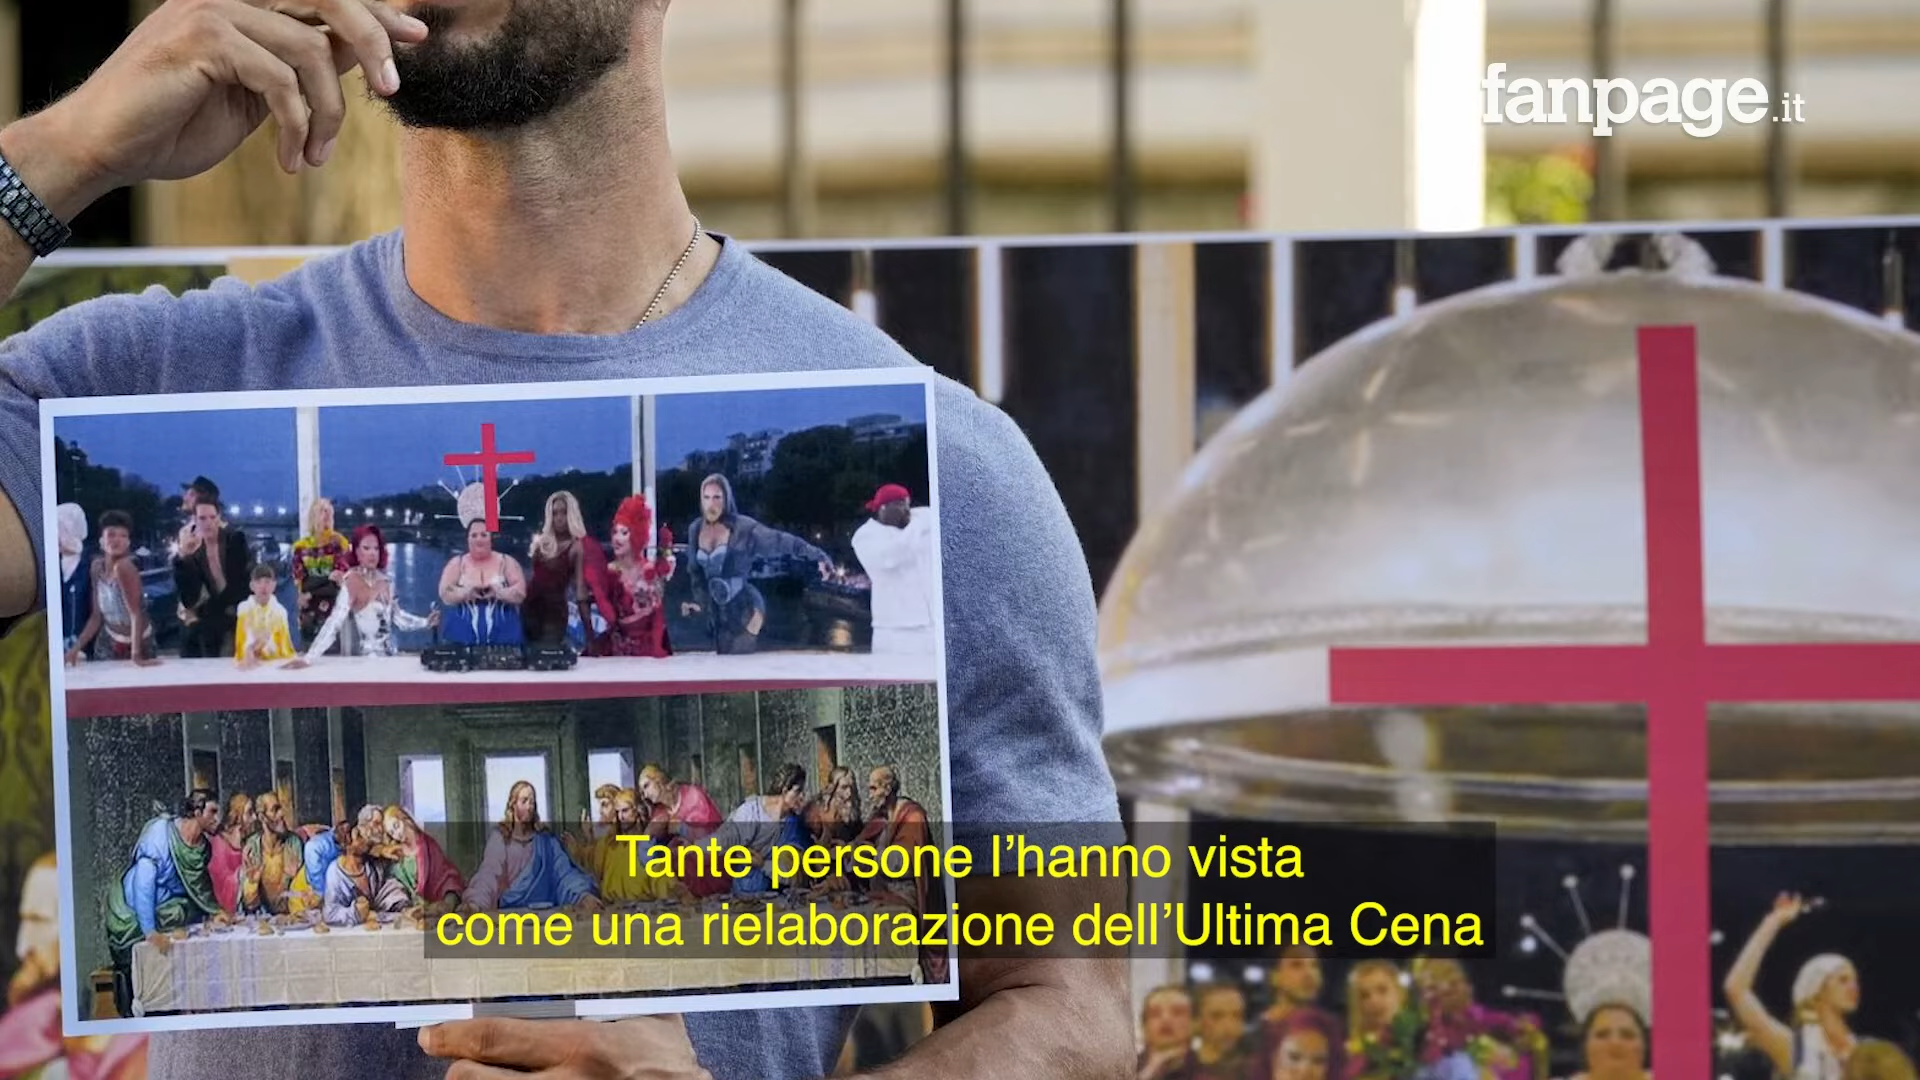 fanpage.it
Tante persone l’hanno vista
come una rielaborazione dell’Ultima Cena